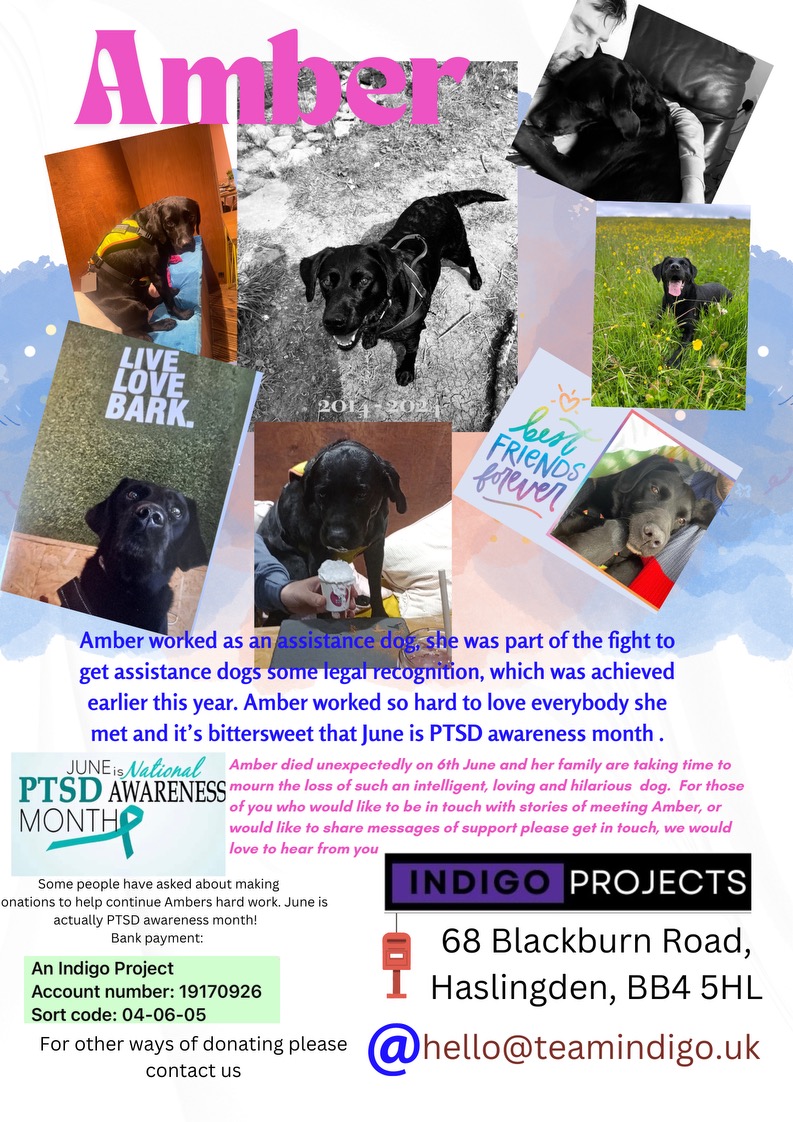 Amber
2014-2024
LIVE
LOVE
BARK.
best
FRIENDS
forever
Amber worked as an assistance dog, she was part of the fight to
get assistance dogs some legal recognition, which was achieved
earlier this year. Amber worked so hard to love everybody she
met and it's bittersweet that June is PTSD awareness month .
JUNE is National
PTSD AWARENESS
MONTH
Amber died unexpectedly on 6th June and her family are taking time to
mourn the loss of such an intelligent, loving and hilarious dog. For those
of you who would like to be in touch with stories of meeting Amber, or
would like to share messages of support please get in touch, we would
love to hear from you
Some people have asked about making
onations to help continue Ambers hard work. June is
actually PTSD awareness month!
Bank payment:
An Indigo Project
Account number: 19170926
Sort code: 04-06-05
For other ways of donating please
contact us
INDIGO PROJECTS
68 Blackburn Road,
Haslingden, BB4 5HL
@hello@teamindigo.uk